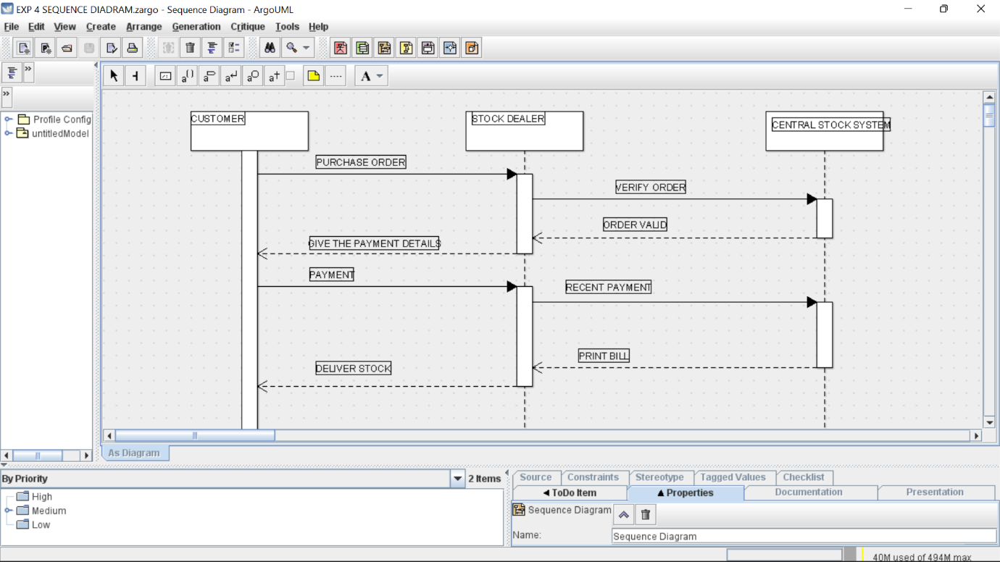 EXP 4 SEQUENCE DIADRAM.zargo - Sequence Diagram - ArgoUML
File Edit View Create Arrange Generation Critique Tools Help
»
a() a a a a†
A
»
Profile Config
untitledModel
CUSTOMER
STOCK DEALER
CENTRAL STOCK SYSTEM
PURCHASE ORDER
VERIFY ORDER
ORDER VALID
GIVE THE PAYMENT DETAILS
PAYMENT
RECENT PAYMENT
PRINT BILL
DELIVER STOCK
As Diagram
By Priority
2 Items
High
Medium
Low
Source Constraints Stereotype Tagged Values Checklist
ToDo Item Properties Documentation Presentation
Sequence Diagram
Name: Sequence Diagram
40M used of 494M max